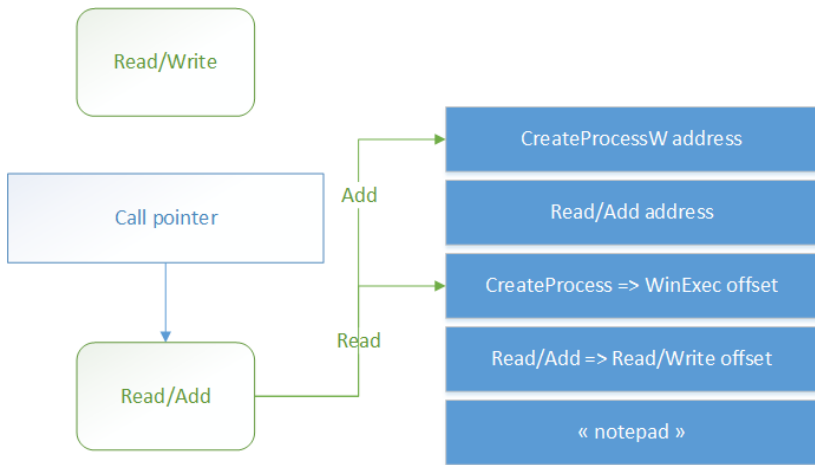 Read/Write
Call pointer
Read/Add
Add
Read
CreateProcessW address
Read/Add address
CreateProcess => WinExec offset
Read/Add => Read/Write offset
« notepad »